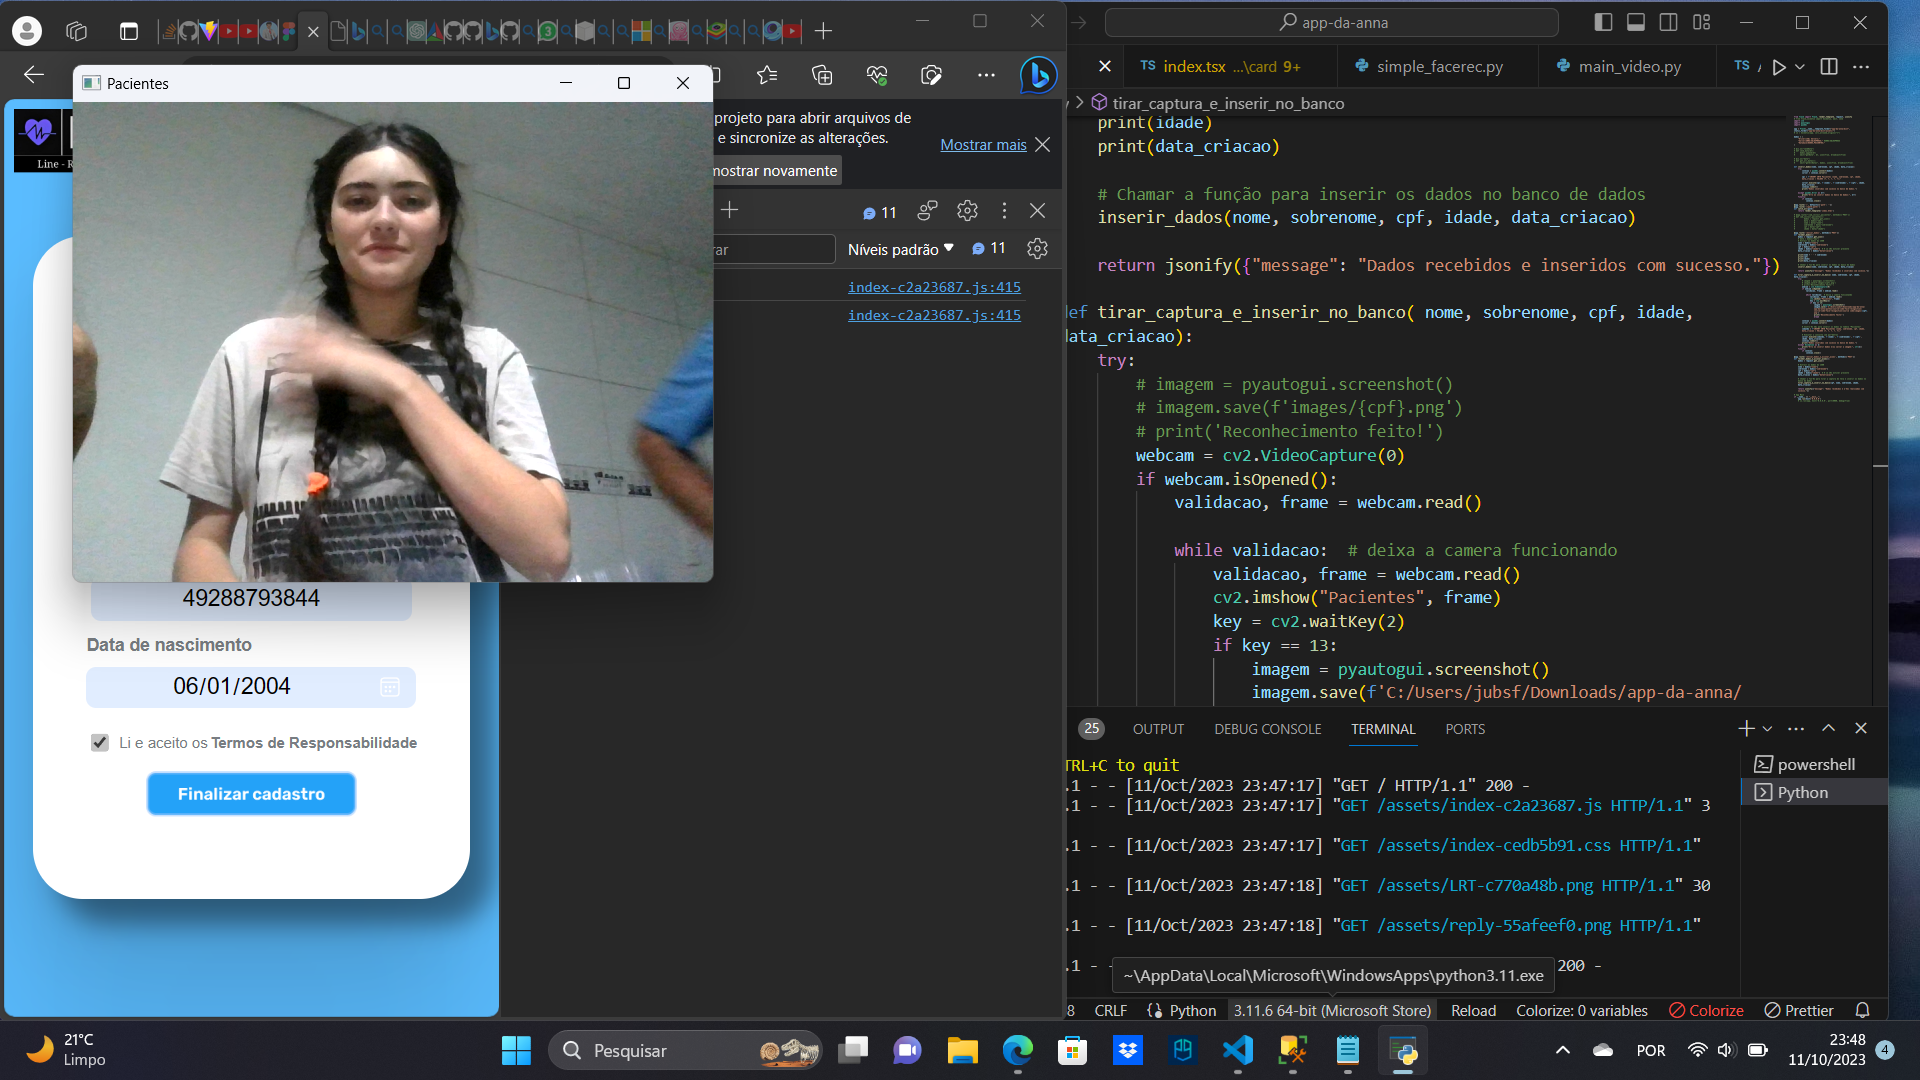 Pacientes
Line - R
49288793844
Data de nascimento
06/01/2004
Li e aceito os Termos de Responsabilidade
Finalizar cadastro
projeto para abrir arquivos de
e sincronize as alterações.
Mostrar mais
mostrar novamente
11
rar
Níveis padrão
11
index-c2a23687.js:415
index-c2a23687.js:415
app-da-anna
TS index.tsx ...\card 9+
simple_facerec.py
main_video.py
TS
tirar_captura_e_inserir_no_banco
print(idade)
print(data_criacao)
# Chamar a função para inserir os dados no banco de dados
inserir_dados(nome, sobrenome, cpf, idade, data_criacao)
return jsonify({"message": "Dados recebidos e inseridos com sucesso."})
def tirar_captura_e_inserir_no_banco( nome, sobrenome, cpf, idade,
data_criacao):
try:
# imagem = pyautogui.screenshot()
# imagem.save(f'images/{cpf}.png')
# print('Reconhecimento feito!')
webcam = cv2.VideoCapture(0)
if webcam.isOpened():
validacao, frame = webcam.read()
while validacao:  # deixa a camera funcionando
validacao, frame = webcam.read()
cv2.imshow("Pacientes", frame)
key = cv2.waitKey(2)
if key == 13:
imagem = pyautogui.screenshot()
imagem.save(f'C:/Users/jubsf/Downloads/app-da-anna/
25
OUTPUT
DEBUG CONSOLE
TERMINAL
PORTS
TRL+C to quit
.1 - - [11/Oct/2023 23:47:17] "GET / HTTP/1.1" 200 -
.1 - - [11/Oct/2023 23:47:17] "GET /assets/index-c2a23687.js HTTP/1.1" 3
.1 - - [11/Oct/2023 23:47:17] "GET /assets/index-cedb5b91.css HTTP/1.1"
.1 - - [11/Oct/2023 23:47:18] "GET /assets/LRT-c770a48b.png HTTP/1.1" 30
.1 - - [11/Oct/2023 23:47:18] "GET /assets/reply-55afeef0.png HTTP/1.1"
.1 - -
200 -
~\AppData\Local\Microsoft\WindowsApps\python3.11.exe
powershell
Python
8
CRLF
Python
3.11.6 64-bit (Microsoft Store)
Reload
Colorize: 0 variables
Colorize
Prettier
21°C
Limpo
Pesquisar
POR
23:48
11/10/2023
4